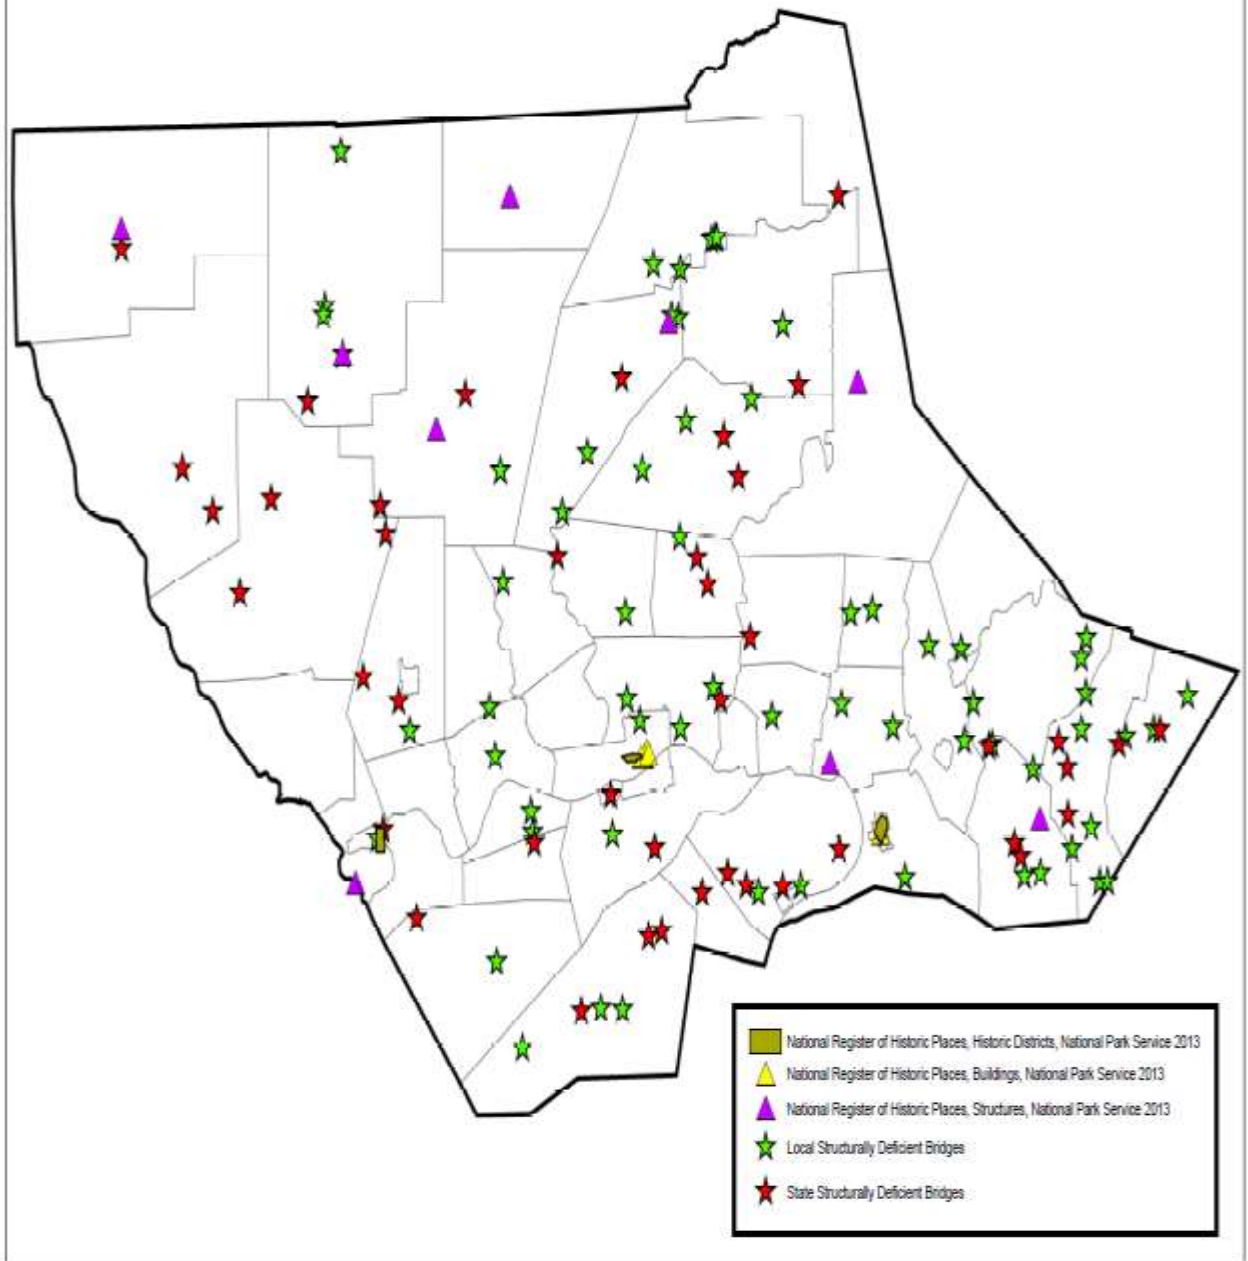 National Register of Historic Places, Historic Districts, National Park Service 2013
National Register of Historic Places, Buildings, National Park Service 2013
National Register of Historic Places, Structures, National Park Service 2013
Local Structurally Deficient Bridges
State Structurally Deficient Bridges